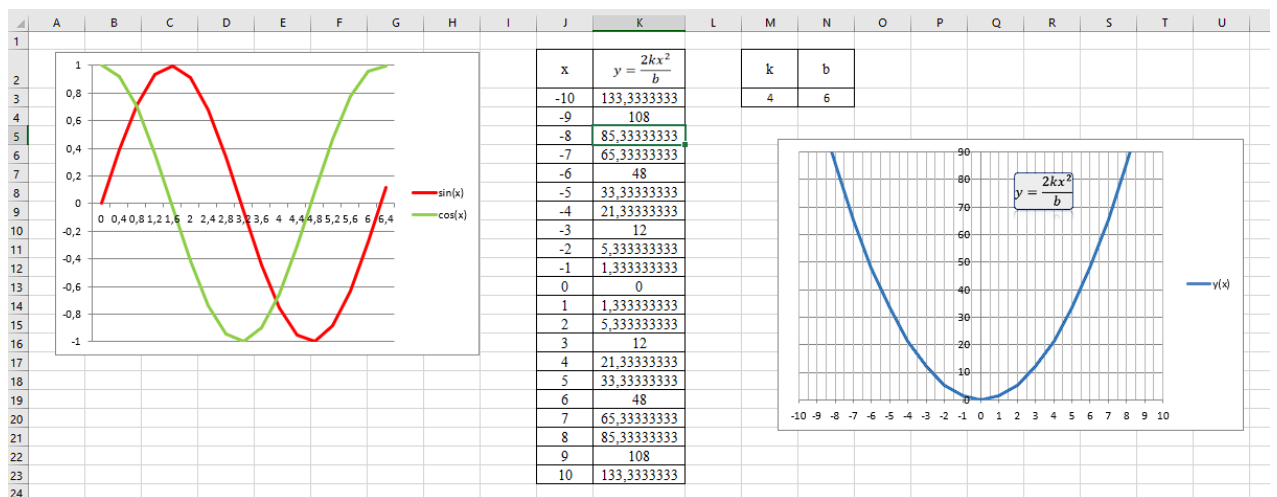 A B C D E F G H I J K L M N O P Q R S T U
1
2 x y = 2kx²/b k b
3 -10 133,3333333 4 6
4 -9 108
5 -8 85,33333333
6 -7 65,33333333
7 -6 48
8 -5 33,33333333
9 -4 21,33333333
10 -3 12
11 -2 5,333333333
12 -1 1,333333333
13 0 0
14 1 1,333333333
15 2 5,333333333
16 3 12
17 4 21,33333333
18 5 33,33333333
19 6 48
20 7 65,33333333
21 8 85,33333333
22 9 108
23 10 133,3333333
24
1
0,8
0,6
0,4
0,2
0
-0,2
-0,4
-0,6
-0,8
-1
0 0,4 0,8 1,2 1,6 2 2,4 2,8 3,2 3,6 4 4,4 4,8 5,2 5,6 6 6,4
sin(x)
cos(x)
90
80
70
60
50
40
30
20
10
0
y = 2kx²/b
-10 -9 -8 -7 -6 -5 -4 -3 -2 -1 0 1 2 3 4 5 6 7 8 9 10
y(x)